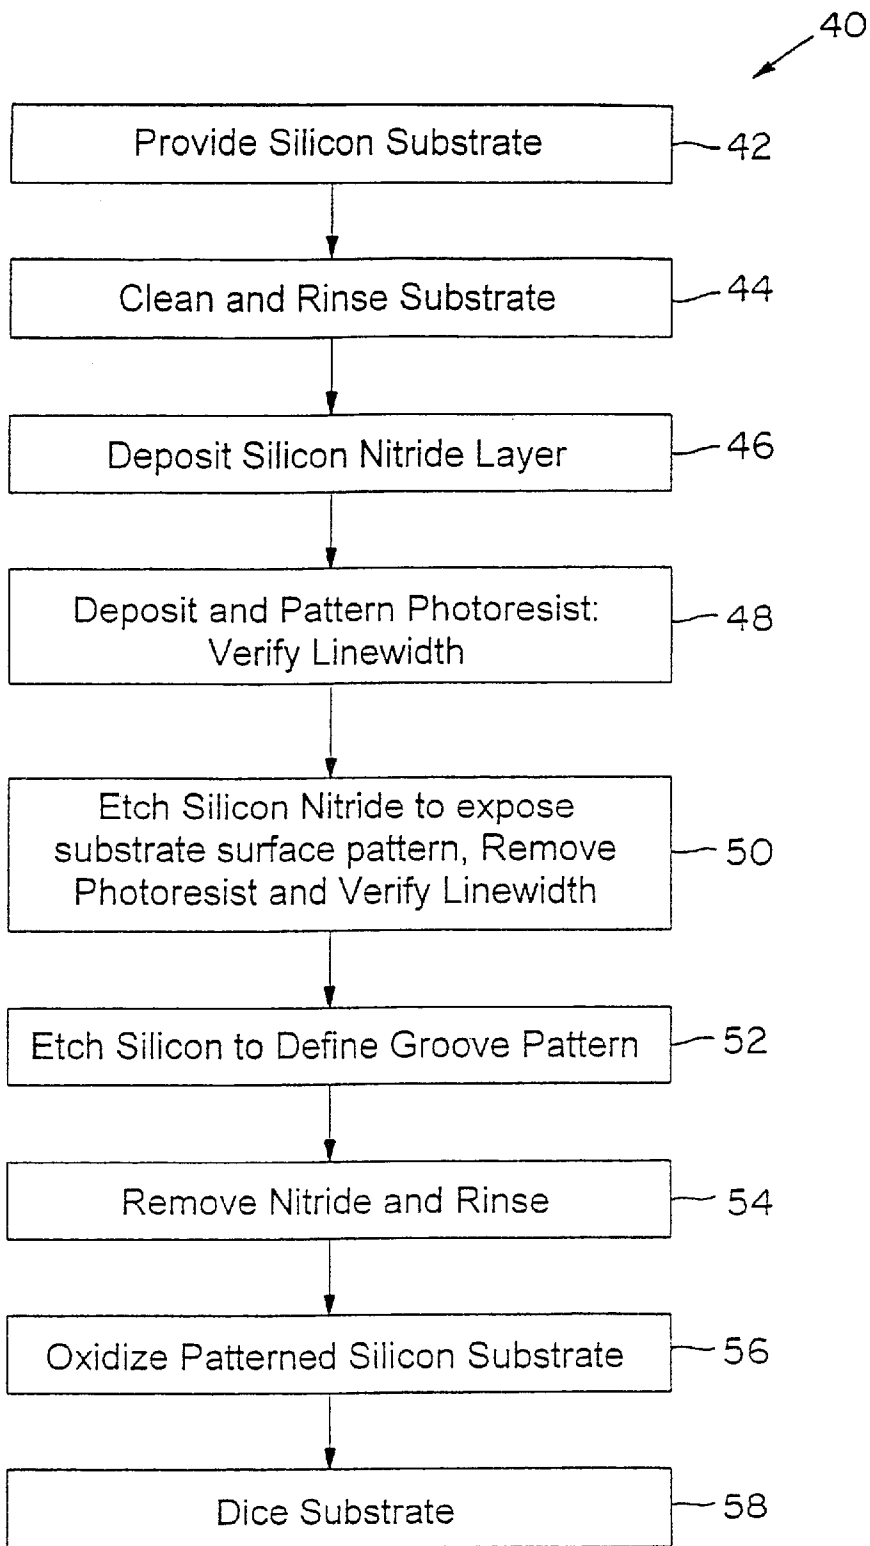 40
Provide Silicon Substrate
42
Clean and Rinse Substrate
44
Deposit Silicon Nitride Layer
46
Deposit and Pattern Photoresist:
Verify Linewidth
48
Etch Silicon Nitride to expose
substrate surface pattern, Remove
Photoresist and Verify Linewidth
50
Etch Silicon to Define Groove Pattern
52
Remove Nitride and Rinse
54
Oxidize Patterned Silicon Substrate
56
Dice Substrate
58